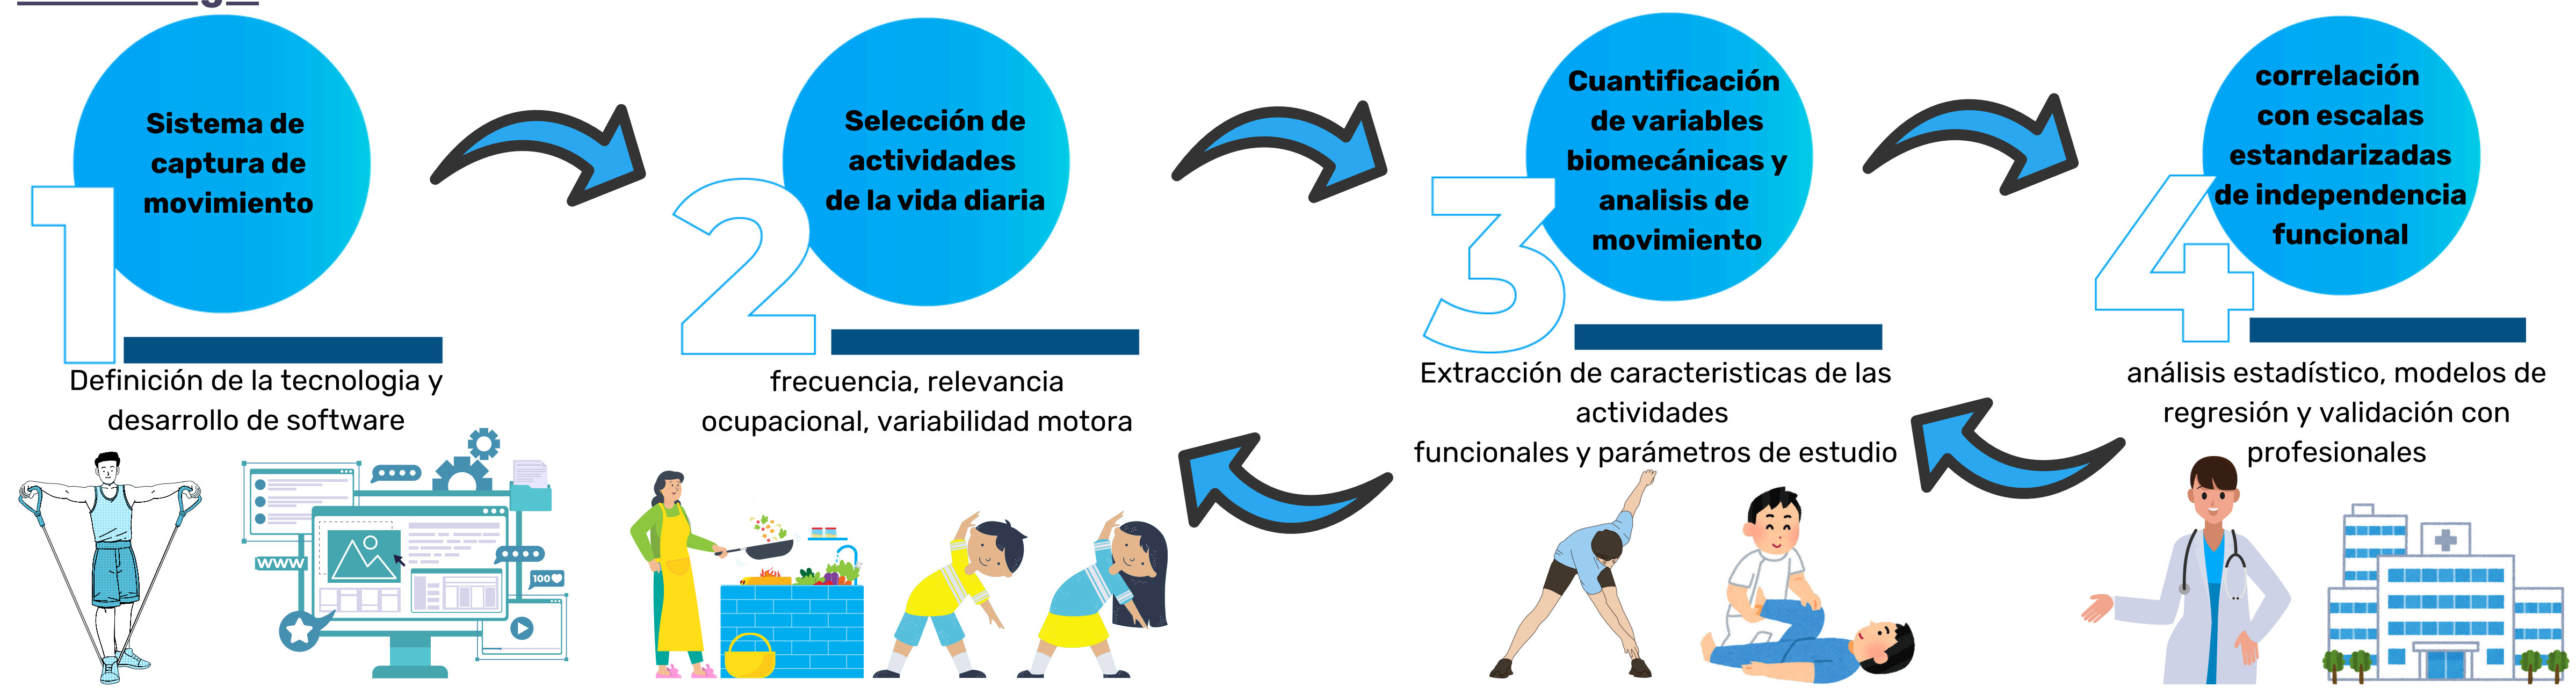 Sistema de
captura de
movimiento
1
Definición de la tecnologia y
desarrollo de software
www
100
Selección de
actividades
de la vida diaria
2
frecuencia, relevancia
ocupacional, variabilidad motora
Cuantificación
de variables
biomecánicas y
analisis de
movimiento
3
Extracción de caracteristicas de las
actividades
funcionales y parámetros de estudio
correlación
con escalas
estandarizadas
de independencia
funcional
4
análisis estadístico, modelos de
regresión y validación con
profesionales